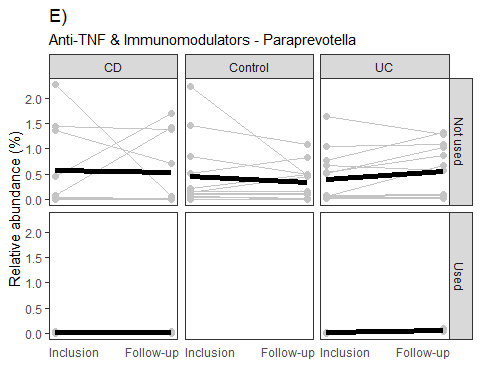 E)
Anti-TNF & Immunomodulators - Paraprevotella
CD
Control
UC
Relative abundance (%)
2.0
1.5
1.0
0.5
0.0
Not used
2.0
1.5
1.0
0.5
0.0
Used
Inclusion Follow-up Inclusion Follow-up Inclusion Follow-up